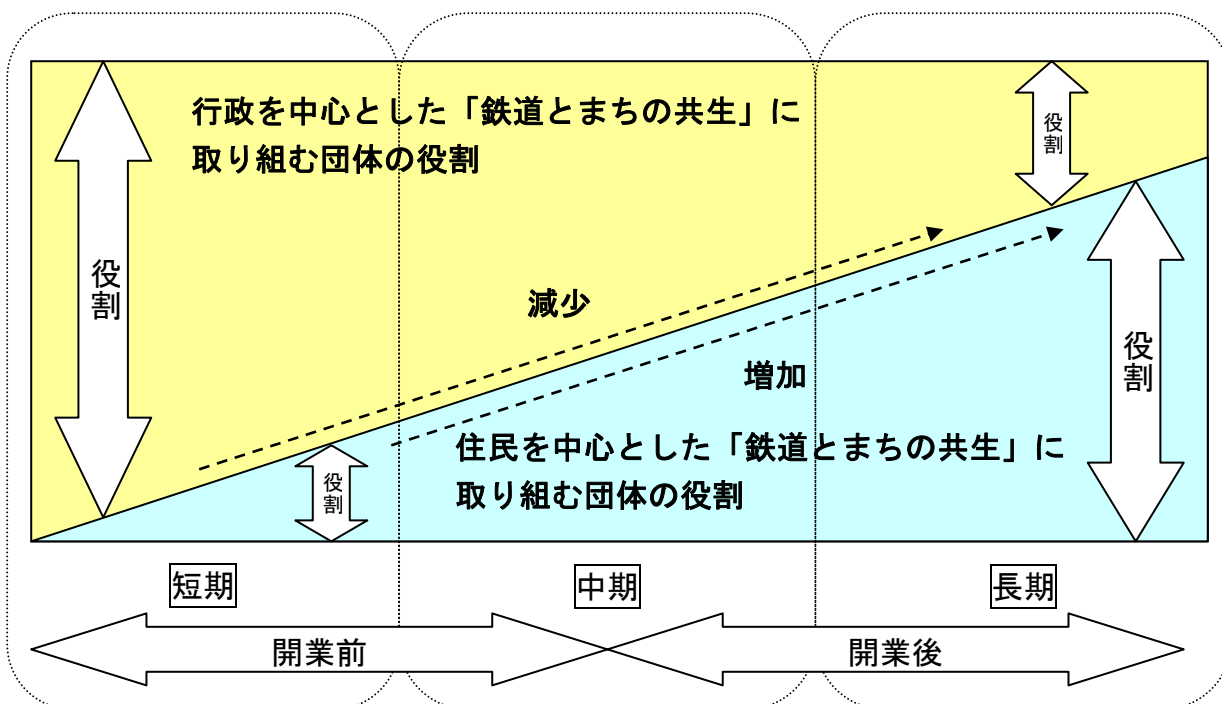 行政を中心とした「鉄道とまちの共生」に
取り組む団体の役割
役割
役割
減少
増加
役割
住民を中心とした「鉄道とまちの共生」に
取り組む団体の役割
役割
短期
中期
長期
開業前
開業後